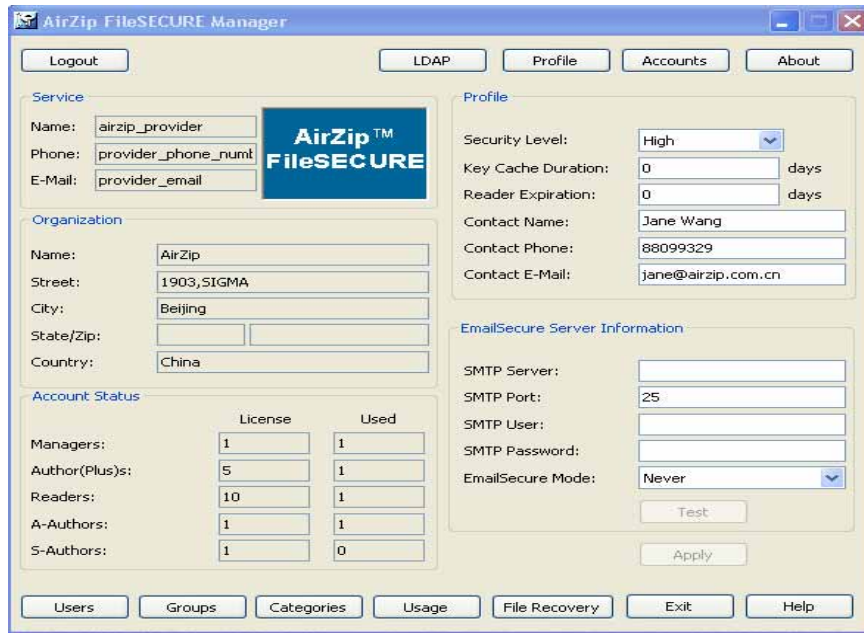 AirZip FileSECURE Manager
Logout LDAP Profile Accounts About
Service
Name: airzip_provider
Phone: provider_phone_numb
E-Mail: provider_email
AirZip™
FileSECURE
Organization
Name: AirZip
Street: 1903,SIGMA
City: Beijing
State/Zip:
Country: China
Account Status
License Used
Managers: 1 1
Author(Plus)s: 5 1
Readers: 10 1
A-Authors: 1 1
S-Authors: 1 0
Profile
Security Level: High
Key Cache Duration: 0 days
Reader Expiration: 0 days
Contact Name: Jane Wang
Contact Phone: 88099329
Contact E-Mail: jane@airzip.com.cn
EmailSecure Server Information
SMTP Server:
SMTP Port: 25
SMTP User:
SMTP Password:
EmailSecure Mode: Never
Test
Apply
Users Groups Categories Usage File Recovery Exit Help